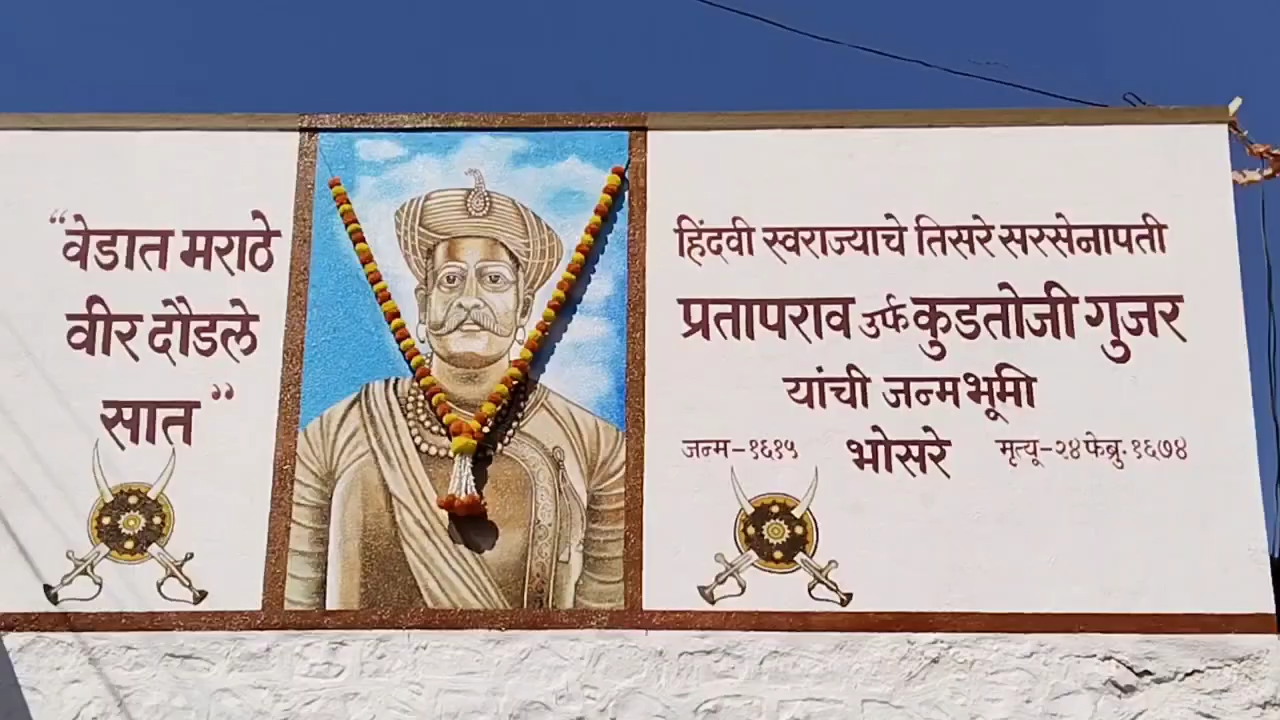 “वेडात मराठे
वीर दौडले
सात”
हिंदवी स्वराज्याचे तिसरे सरसेनापती
प्रतापराव उर्फ कुडतोजी गुजर
यांची जन्मभूमी
जन्म-१६१५ भोसरे मृत्यू-२४ फेब्रु.१६७४